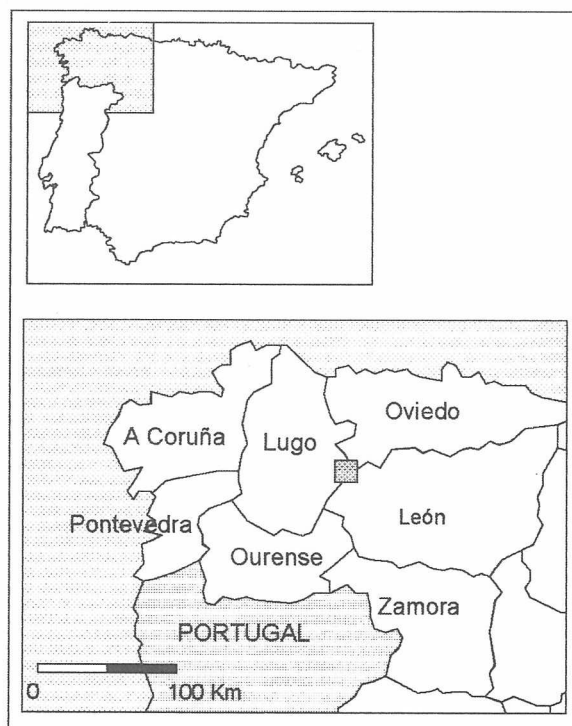 Oviedo
A Coruña
Lugo
León
Pontevedra
Ourense
Zamora
PORTUGAL
0 100 Km